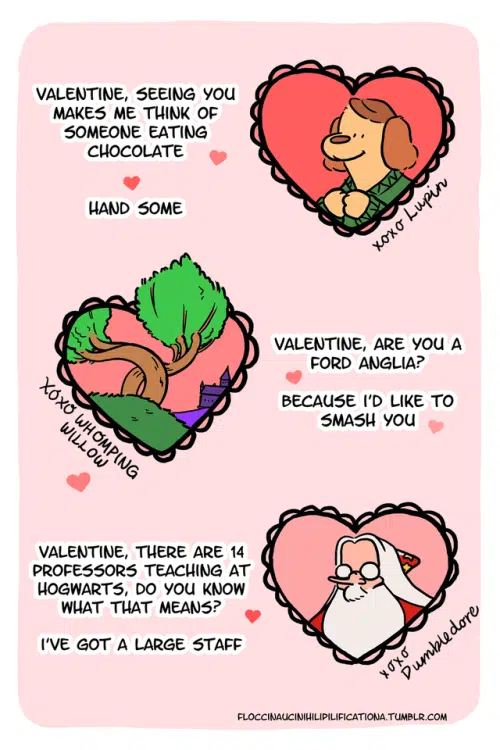 VALENTINE, SEEING YOU
MAKES ME THINK OF
SOMEONE EATING
CHOCOLATE
HAND SOME
xoxo Lupin
VALENTINE, ARE YOU A
FORD ANGLIA?
BECAUSE I'D LIKE TO
SMASH YOU
XOXO WHOMPING
WILLOW
VALENTINE, THERE ARE 14
PROFESSORS TEACHING AT
HOGWARTS, DO YOU KNOW
WHAT THAT MEANS?
I'VE GOT A LARGE STAFF
xoxo
Dumbledore
FLOCCINAUCINIHILIPILIFICATIONA.TUMBLR.COM